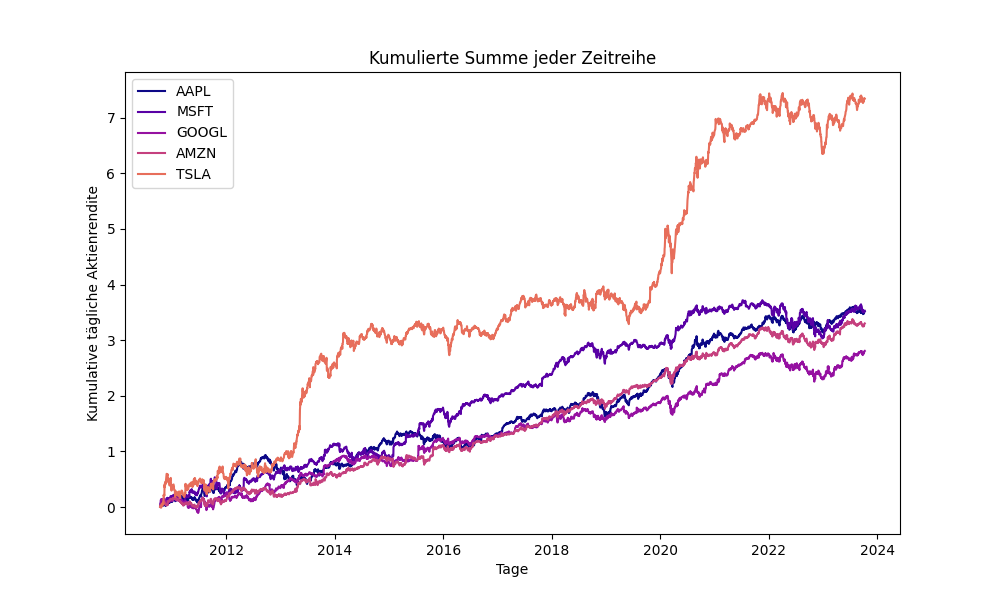 Kumulierte Summe jeder Zeitreihe
AAPL
MSFT
GOOGL
AMZN
TSLA
Kumulative tägliche Aktienrendite
7
6
5
4
3
2
1
0
2012 2014 2016 2018 2020 2022 2024
Tage